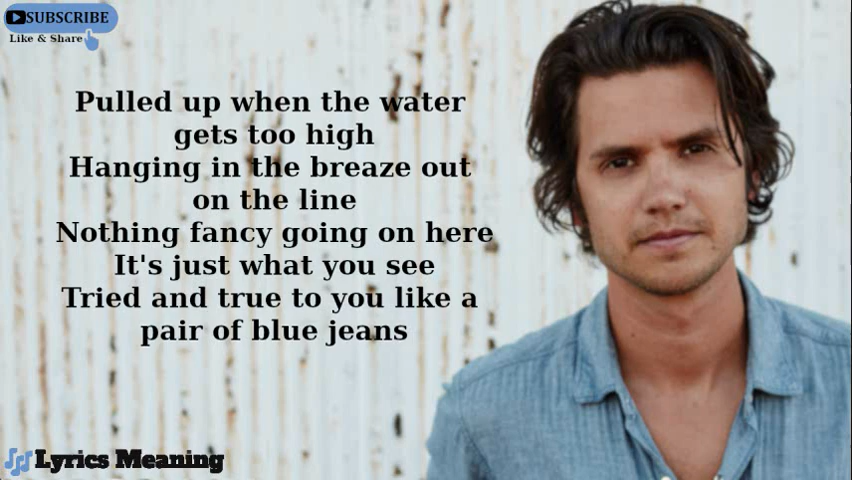 SUBSCRIBE
Like & Share
Pulled up when the water
gets too high
Hanging in the breaze out
on the line
Nothing fancy going on here
It's just what you see
Tried and true to you like a
pair of blue jeans
Lyrics Meaning